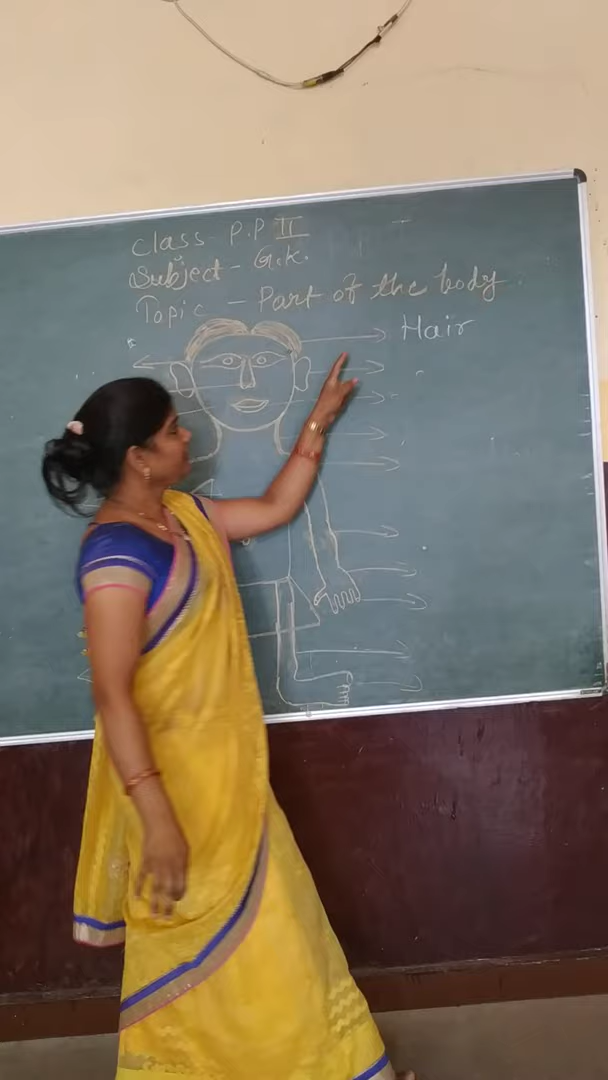 Class - P.P II
Subject - G.K.
Topic - Part of the body
Hair